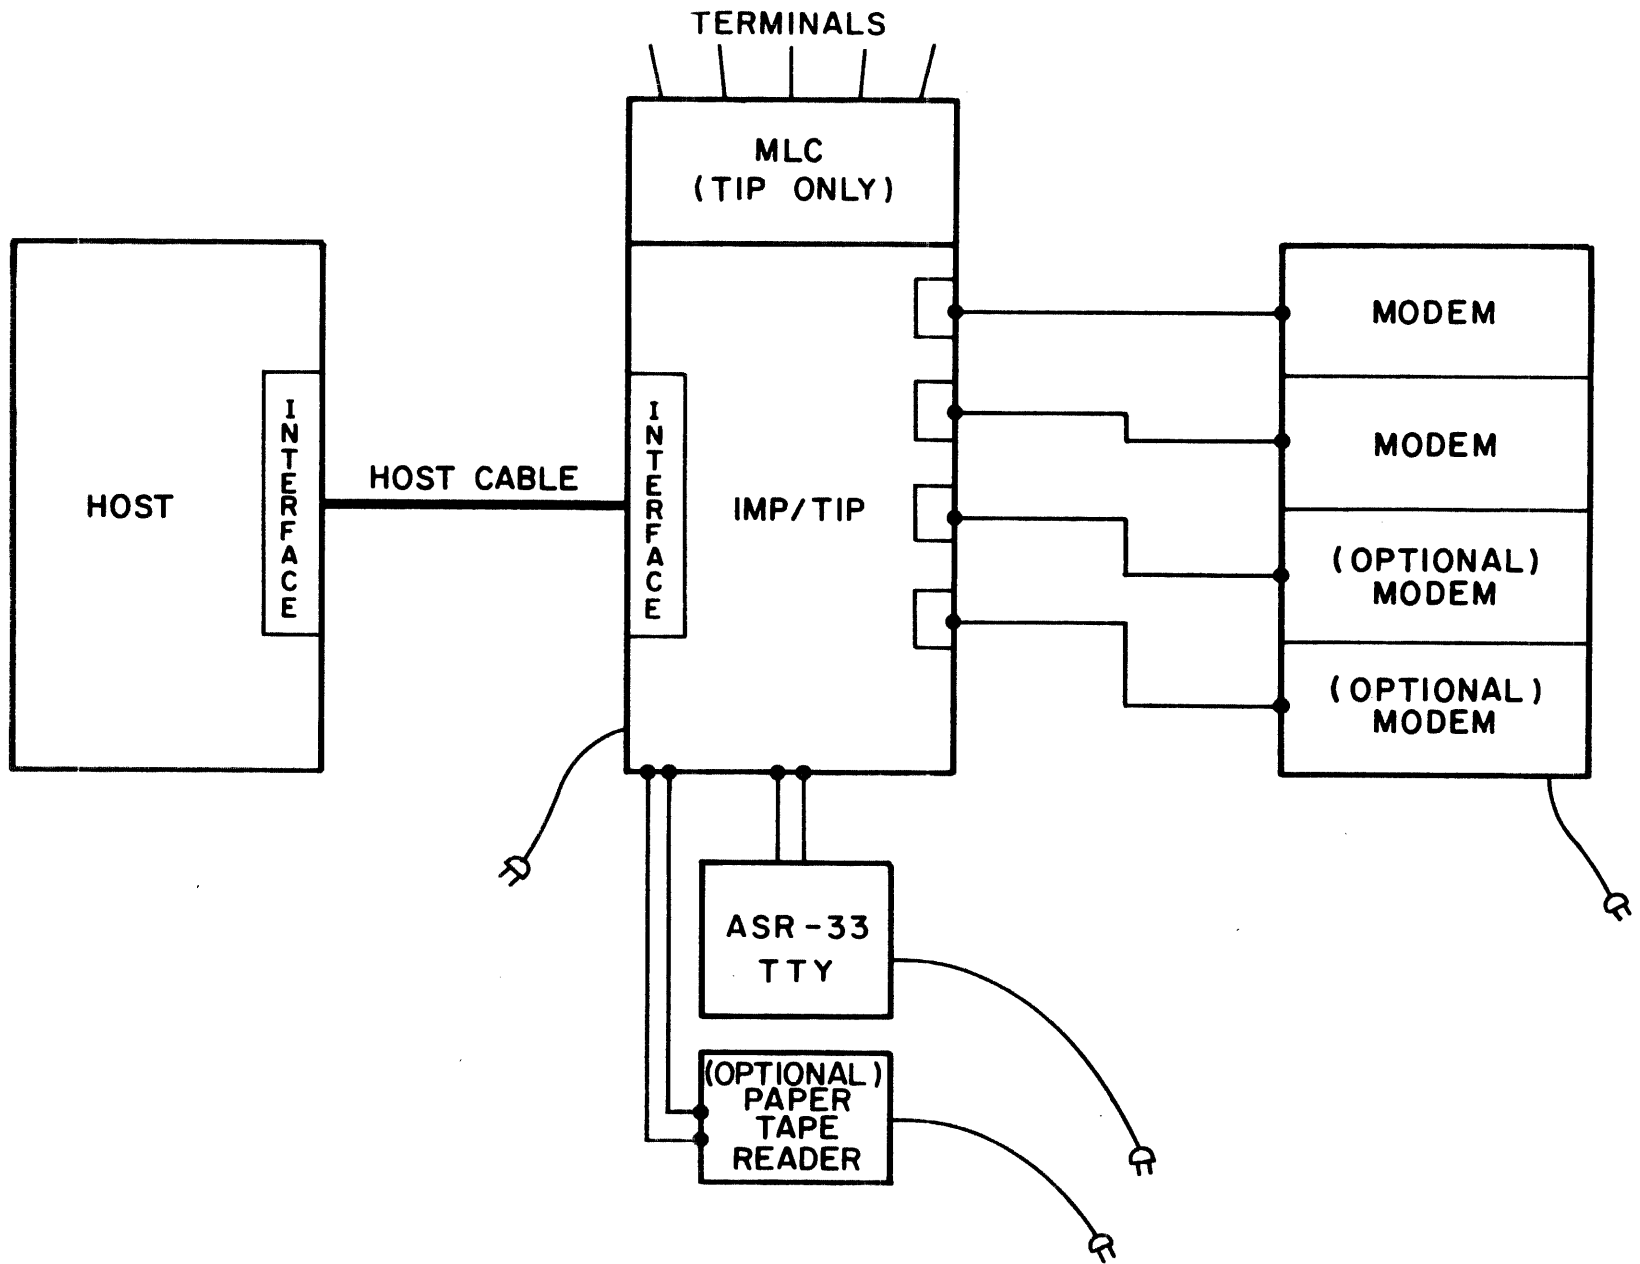 TERMINALS
MLC
(TIP ONLY)
HOST
INTERFACE
HOST CABLE
INTERFACE
IMP/TIP
MODEM
MODEM
(OPTIONAL)
MODEM
(OPTIONAL)
MODEM
ASR-33
TTY
(OPTIONAL)
PAPER
TAPE
READER